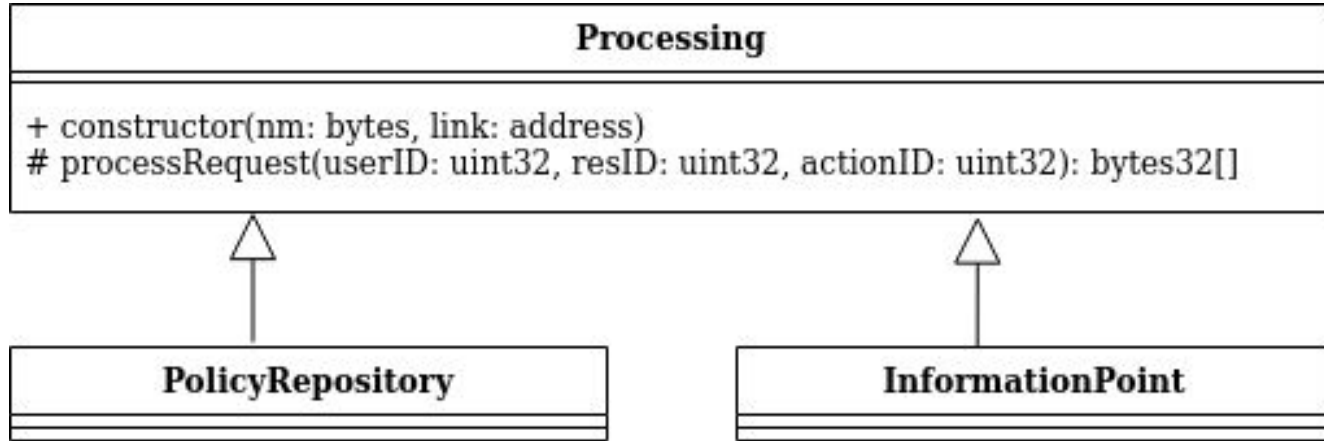 Processing
+ constructor(nm: bytes, link: address)
# processRequest(userID: uint32, resID: uint32, actionID: uint32): bytes32[]
PolicyRepository
InformationPoint